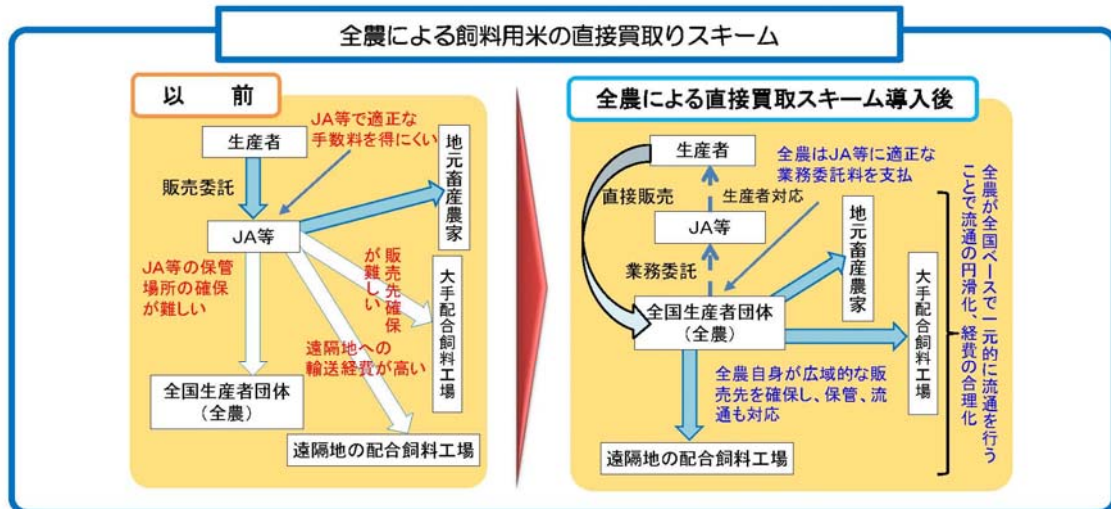 全農による飼料用米の直接買取りスキーム
以　前
JA等で適正な
手数料を得にくい
生産者
販売委託
地元畜産農家
JA等
JA等の保管
場所の確保
が難しい
販売先確保
が難しい
大手配合飼料工場
遠隔地への
輸送経費が高い
全国生産者団体
（全農）
遠隔地の配合飼料工場
全農による直接買取スキーム導入後
生産者
全農はJA等に適正な
業務委託料を支払
直接販売
生産者対応
JA等
地元畜産農家
業務委託
全国生産者団体
（全農）
大手配合飼料工場
全農自身が広域的な販
売先を確保し、保管、流
通も対応
遠隔地の配合飼料工場
全農が全国ベースで一元的に流通を行う
ことで流通の円滑化、経費の合理化